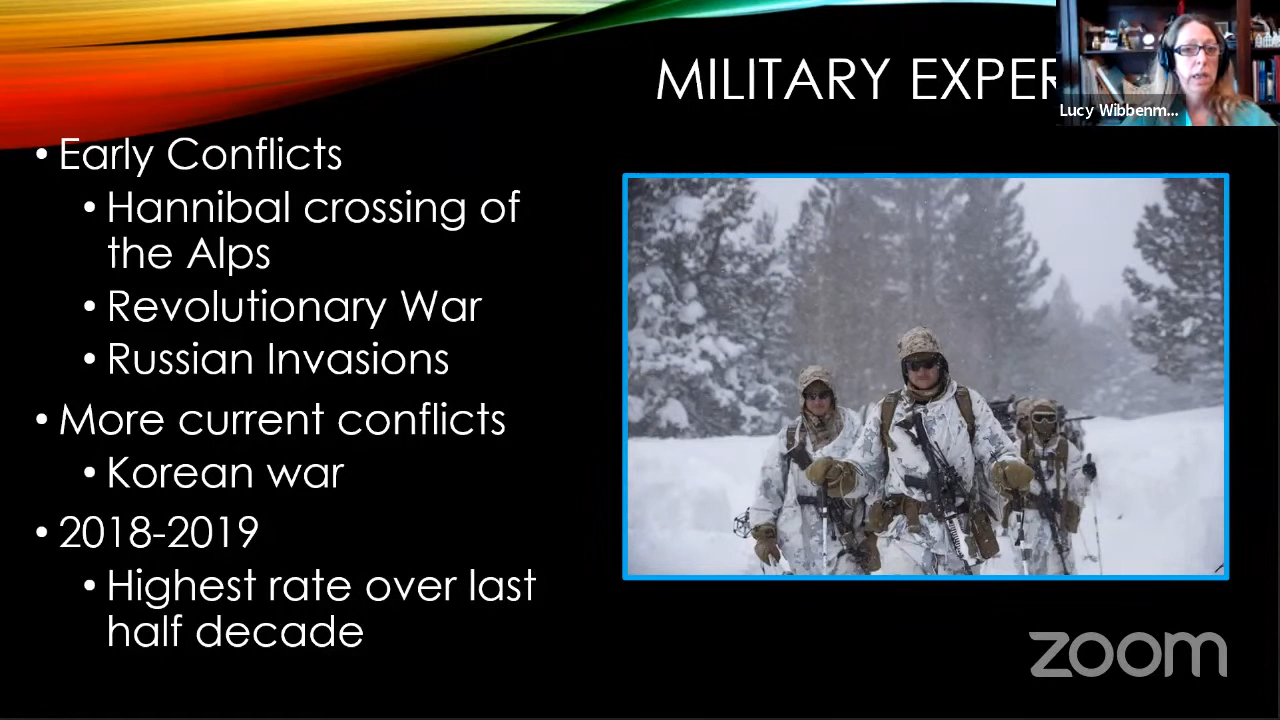 MILITARY EXPER
Lucy Wibbenm...
• Early Conflicts
• Hannibal crossing of
the Alps
• Revolutionary War
• Russian Invasions
• More current conflicts
• Korean war
• 2018-2019
• Highest rate over last
half decade
zoom